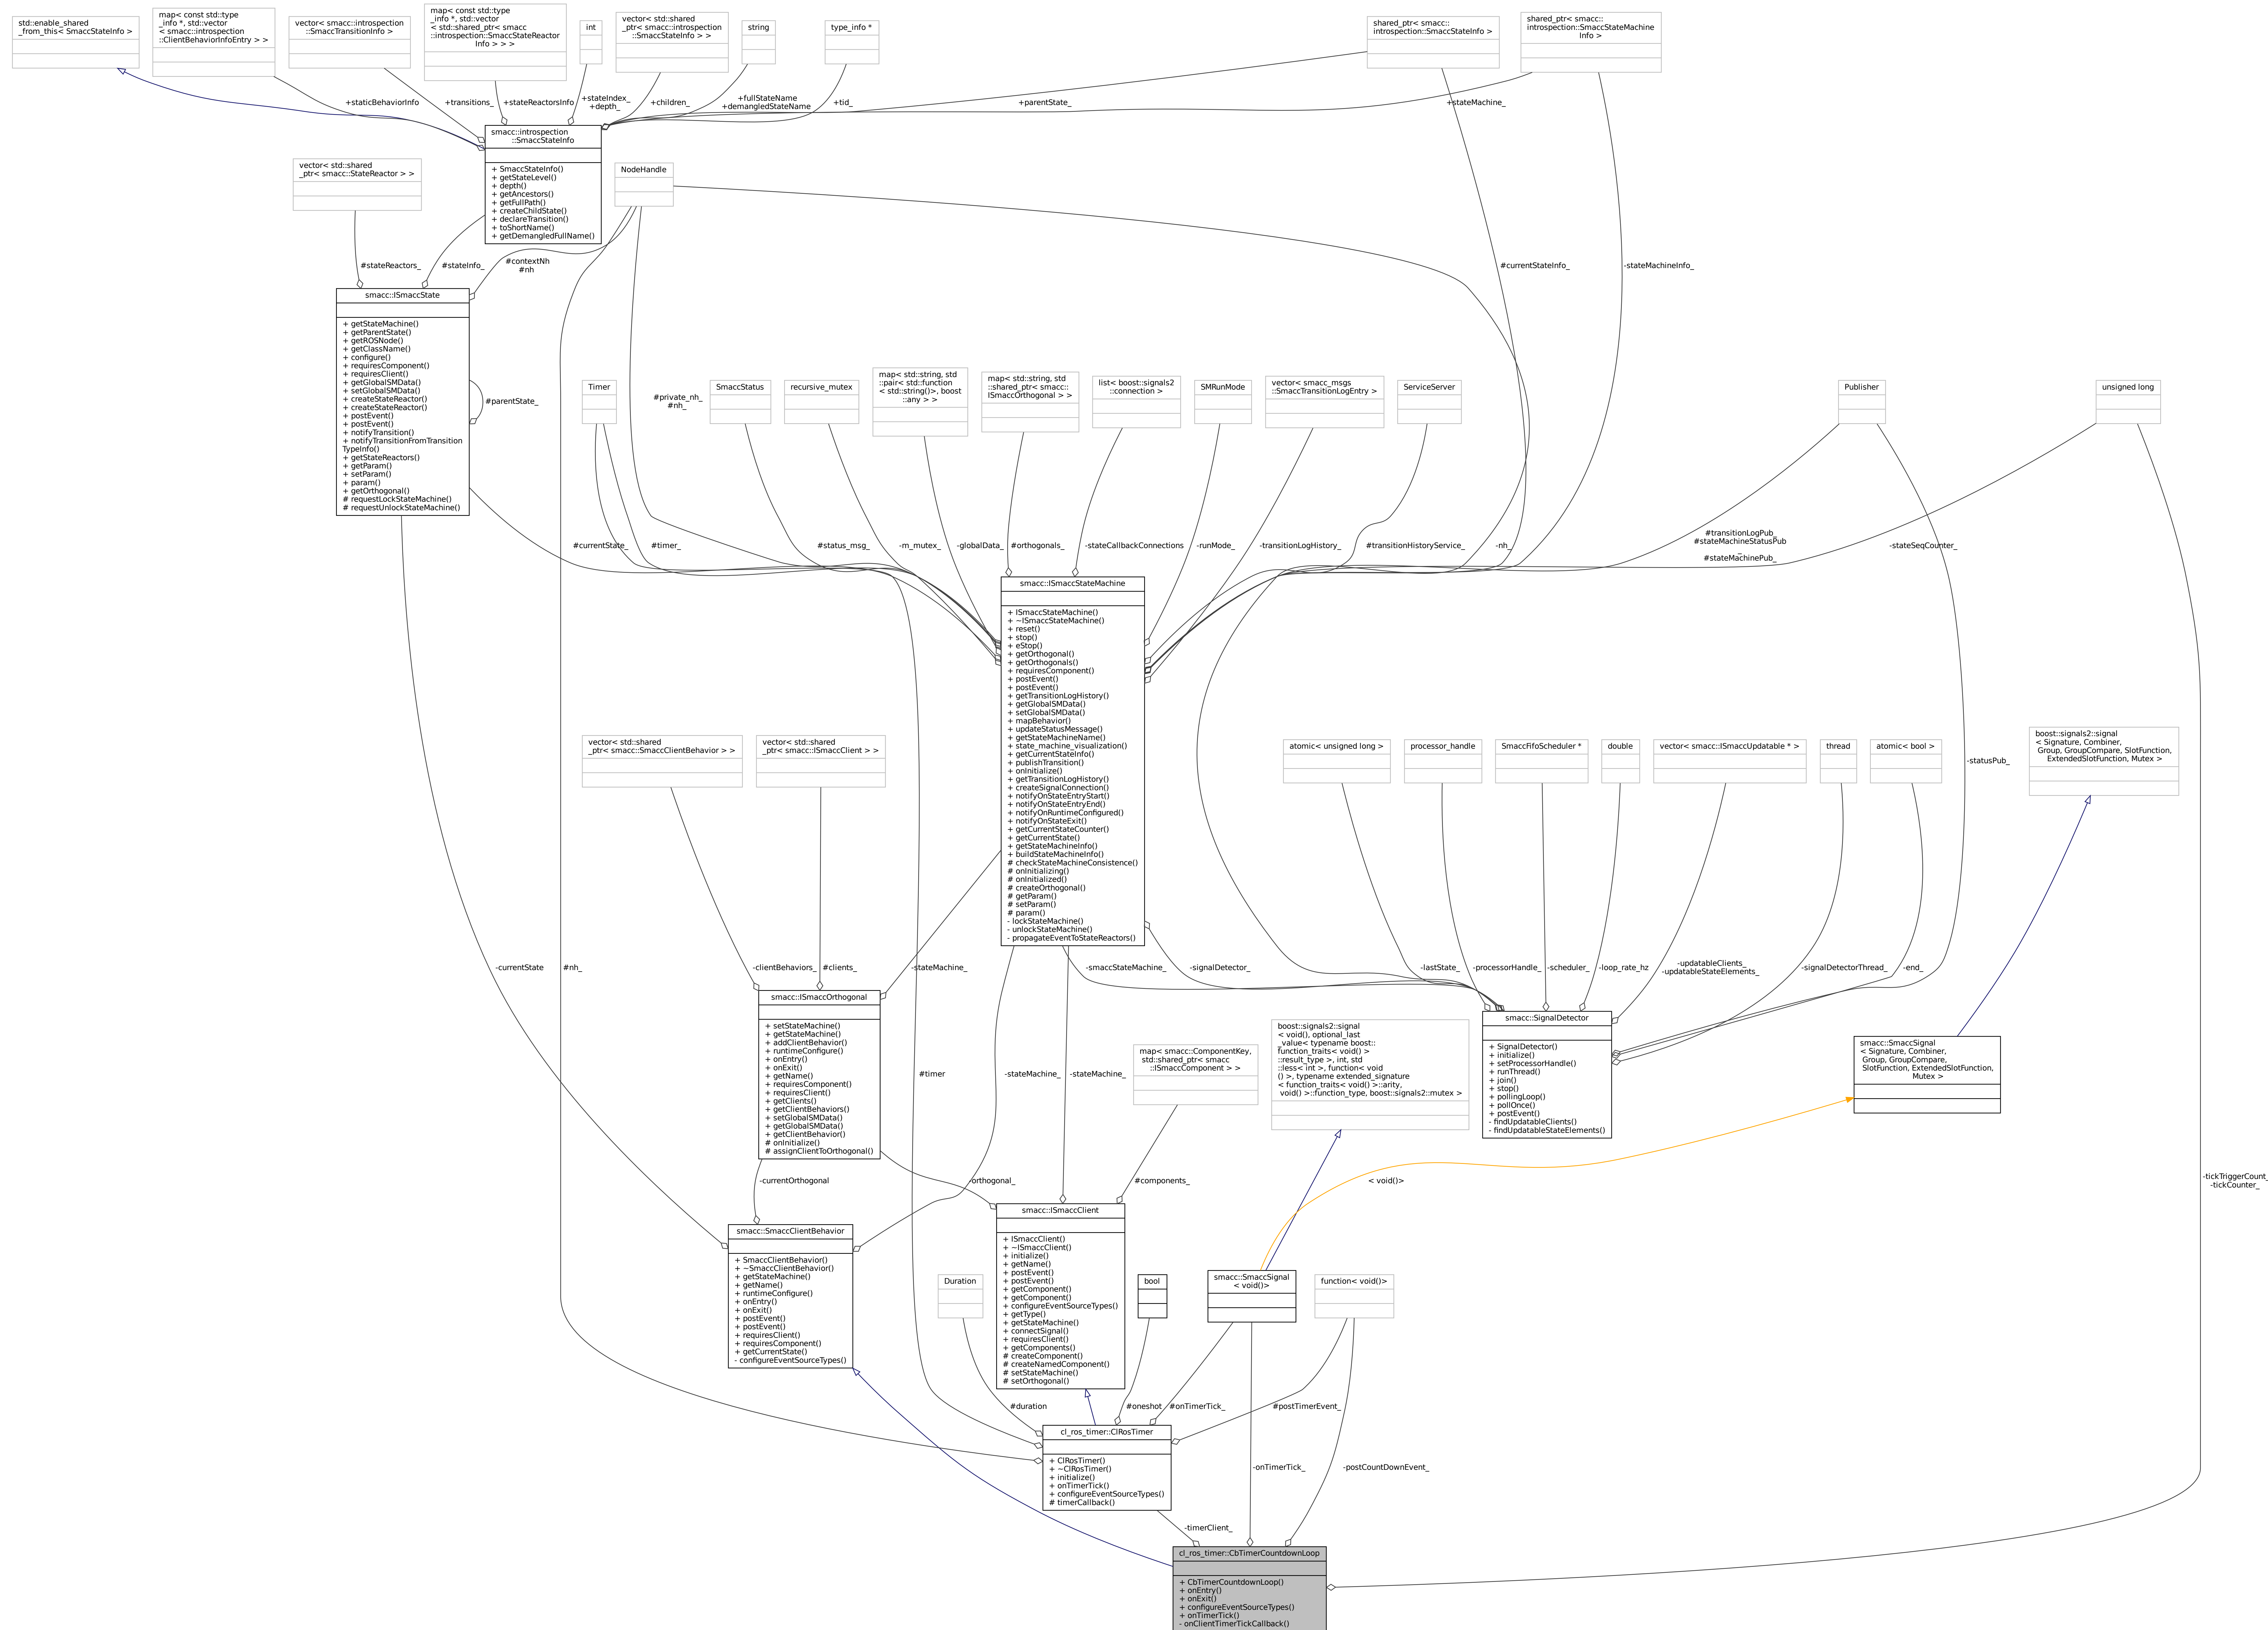 std::enable_shared
_from_this< SmaccStateInfo >
map< const std::type
_info *, std::vector
< smacc::introspection
::ClientBehaviorInfoEntry > >
vector< smacc::introspection
::SmaccTransitionInfo >
map< const std::type
_info *, std::vector
< std::shared_ptr< smacc
::introspection::SmaccStateReactor
Info > > >
int
vector< std::shared
_ptr< smacc::introspection
::SmaccStateInfo > >
string
type_info *
shared_ptr< smacc::
introspection::SmaccStateInfo >
shared_ptr< smacc::
introspection::SmaccStateMachine
Info >
+staticBehaviorInfo
+transitions_
+stateReactorsInfo
+stateIndex_
+depth_
+children_
+fullStateName
+demangledStateName
+tid_
+parentState_
+stateMachine_
smacc::introspection
::SmaccStateInfo
+ SmaccStateInfo()
+ getStateLevel()
+ depth()
+ getAncestors()
+ getFullPath()
+ createChildState()
+ declareTransition()
+ toShortName()
+ getDemangledFullName()
vector< std::shared
_ptr< smacc::StateReactor > >
NodeHandle
#stateReactors_
#stateInfo_
#contextNh
#nh
#currentStateInfo_
-stateMachineInfo_
smacc::ISmaccState
+ getStateMachine()
+ getParentState()
+ getROSNode()
+ getClassName()
+ configure()
+ requiresComponent()
+ requiresClient()
+ getGlobalSMData()
+ setGlobalSMData()
+ createStateReactor()
+ createStateReactor()
+ postEvent()
+ postEvent()
+ notifyTransition()
+ notifyTransitionFromTransition
TypeInfo()
+ getStateReactors()
+ getParam()
+ setParam()
+ param()
+ getOrthogonal()
# requestLockStateMachine()
# requestUnlockStateMachine()
#parentState_
Timer
#private_nh_
#nh_
SmaccStatus
recursive_mutex
map< std::string, std
::pair< std::function
< std::string()>, boost
::any > >
map< std::string, std
::shared_ptr< smacc::
ISmaccOrthogonal > >
list< boost::signals2
::connection >
SMRunMode
vector< smacc_msgs
::SmaccTransitionLogEntry >
ServiceServer
Publisher
unsigned long
#currentState_
#timer_
#status_msg_
-m_mutex_
-globalData_
#orthogonals_
-stateCallbackConnections
-runMode_
-transitionLogHistory_
#transitionHistoryService_
-nh_
#transitionLogPub_
#stateMachineStatusPub
_
#stateMachinePub_
-stateSeqCounter_
smacc::ISmaccStateMachine
+ ISmaccStateMachine()
+ ~ISmaccStateMachine()
+ reset()
+ stop()
+ eStop()
+ getOrthogonal()
+ getOrthogonals()
+ requiresComponent()
+ postEvent()
+ postEvent()
+ getTransitionLogHistory()
+ getGlobalSMData()
+ setGlobalSMData()
+ mapBehavior()
+ updateStatusMessage()
+ getStateMachineName()
+ state_machine_visualization()
+ getCurrentStateInfo()
+ publishTransition()
+ onInitialize()
+ getTransitionLogHistory()
+ createSignalConnection()
+ notifyOnStateEntryStart()
+ notifyOnStateEntryEnd()
+ notifyOnRuntimeConfigured()
+ notifyOnStateExit()
+ getCurrentStateCounter()
+ getCurrentState()
+ getStateMachineInfo()
+ buildStateMachineInfo()
# checkStateMachineConsistence()
# onInitializing()
# onInitialized()
# createOrthogonal()
# getParam()
# setParam()
# param()
- lockStateMachine()
- unlockStateMachine()
- propagateEventToStateReactors()
vector< std::shared
_ptr< smacc::SmaccClientBehavior > >
vector< std::shared
_ptr< smacc::ISmaccClient > >
atomic< unsigned long >
processor_handle
SmaccFifoScheduler *
double
vector< smacc::ISmaccUpdatable * >
thread
atomic< bool >
-statusPub_
boost::signals2::signal
< Signature, Combiner,
Group, GroupCompare, SlotFunction,
ExtendedSlotFunction, Mutex >
-currentState
#nh_
-clientBehaviors_
#clients_
-stateMachine_
-smaccStateMachine_
-signalDetector_
-lastState_
-processorHandle_
-scheduler_
-loop_rate_hz
-updatableClients_
-updatableStateElements_
-signalDetectorThread_
-end_
smacc::ISmaccOrthogonal
+ setStateMachine()
+ getStateMachine()
+ addClientBehavior()
+ runtimeConfigure()
+ onEntry()
+ onExit()
+ getName()
+ requiresComponent()
+ requiresClient()
+ getClients()
+ getClientBehaviors()
+ setGlobalSMData()
+ getGlobalSMData()
+ getClientBehavior()
# onInitialize()
# assignClientToOrthogonal()
#timer
-stateMachine_
-stateMachine_
map< smacc::ComponentKey,
std::shared_ptr< smacc
::ISmaccComponent > >
boost::signals2::signal
< void(), optional_last
_value< typename boost::
function_traits< void() >
::result_type >, int, std
::less< int >, function< void
() >, typename extended_signature
< function_traits< void() >::arity,
void() >::function_type, boost::signals2::mutex >
smacc::SignalDetector
+ SignalDetector()
+ initialize()
+ setProcessorHandle()
+ runThread()
+ join()
+ stop()
+ pollingLoop()
+ pollOnce()
+ postEvent()
- findUpdatableClients()
- findUpdatableStateElements()
smacc::SmaccSignal
< Signature, Combiner,
Group, GroupCompare,
SlotFunction, ExtendedSlotFunction,
Mutex >
-currentOrthogonal
-orthogonal_
#components_
< void()>
-tickTriggerCount_
-tickCounter_
smacc::SmaccClientBehavior
+ SmaccClientBehavior()
+ ~SmaccClientBehavior()
+ getStateMachine()
+ getName()
+ runtimeConfigure()
+ onEntry()
+ onExit()
+ postEvent()
+ postEvent()
+ requiresClient()
+ requiresComponent()
+ getCurrentState()
- configureEventSourceTypes()
smacc::ISmaccClient
+ ISmaccClient()
+ ~ISmaccClient()
+ initialize()
+ getName()
+ postEvent()
+ postEvent()
+ getComponent()
+ getComponent()
+ configureEventSourceTypes()
+ getType()
+ getStateMachine()
+ connectSignal()
+ requiresClient()
+ getComponents()
# createComponent()
# createNamedComponent()
# setStateMachine()
# setOrthogonal()
Duration
bool
smacc::SmaccSignal
< void()>
function< void()>
#duration
#oneshot
#onTimerTick_
#postTimerEvent_
cl_ros_timer::ClRosTimer
+ ClRosTimer()
+ ~ClRosTimer()
+ initialize()
+ onTimerTick()
+ configureEventSourceTypes()
# timerCallback()
-onTimerTick_
-postCountDownEvent_
-timerClient_
cl_ros_timer::CbTimerCountdownLoop
+ CbTimerCountdownLoop()
+ onEntry()
+ onExit()
+ configureEventSourceTypes()
+ onTimerTick()
- onClientTimerTickCallback()